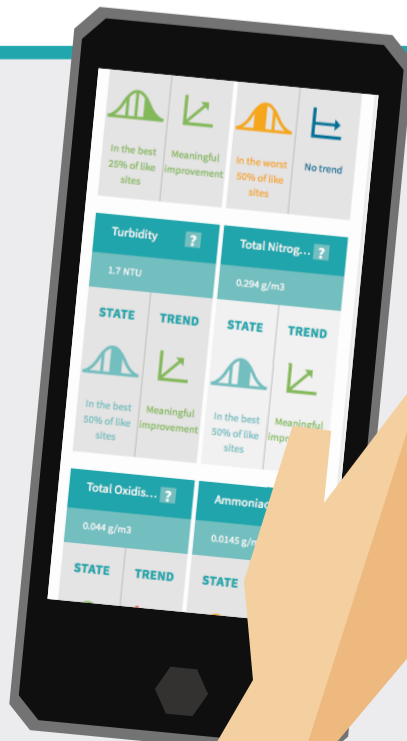 In the best
25% of like
sites
Meaningful
improvement
In the worst
50% of like
sites
No trend
Turbidity ?
1.7 NTU
STATE TREND
In the best
50% of like
sites
Meaningful
improvement
Total Nitrog... ?
0.294 g/m3
STATE TREND
In the best
50% of like
sites
Meaningful
Total Oxidis... ?
0.044 g/m3
STATE TREND
Ammoniac
0.0145 g/m
STATE